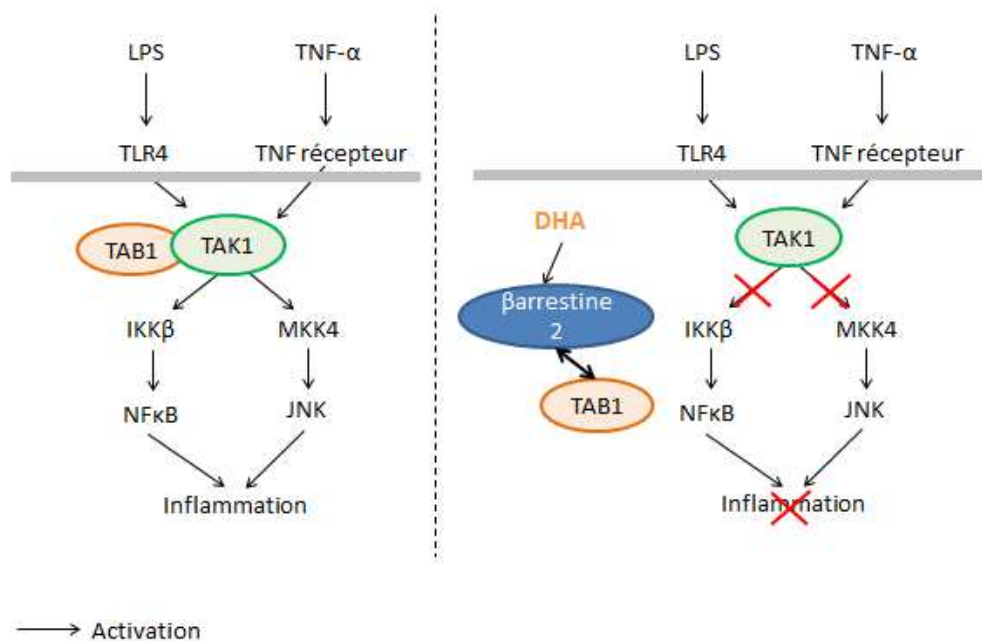 LPS
TNF-α
TLR4
TNF récepteur
TAB1
TAK1
IKKβ
MKK4
NFκB
JNK
Inflammation
LPS
TNF-α
TLR4
TNF récepteur
DHA
TAK1
βarrestine
2
IKKβ
MKK4
TAB1
NFκB
JNK
Inflammation
Activation